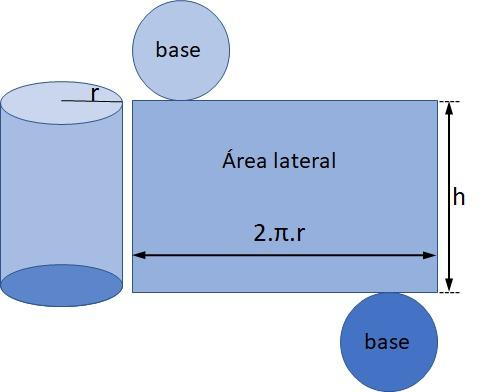 base
r
Área lateral
h
2.π.r
base